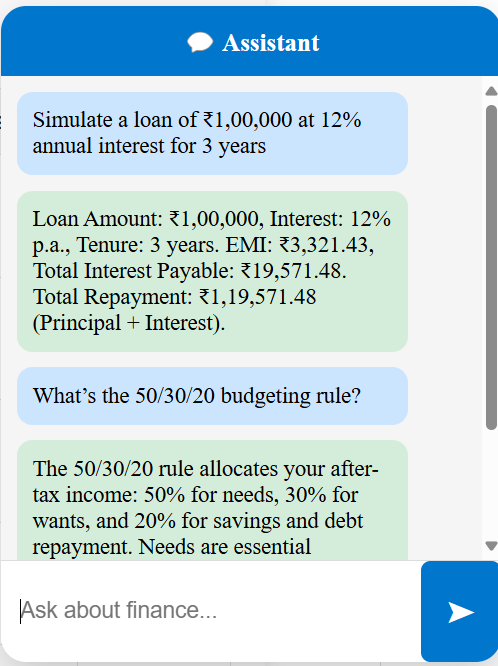 Assistant
Simulate a loan of ₹1,00,000 at 12%
annual interest for 3 years
Loan Amount: ₹1,00,000, Interest: 12%
p.a., Tenure: 3 years. EMI: ₹3,321.43,
Total Interest Payable: ₹19,571.48.
Total Repayment: ₹1,19,571.48
(Principal + Interest).
What’s the 50/30/20 budgeting rule?
The 50/30/20 rule allocates your after-
tax income: 50% for needs, 30% for
wants, and 20% for savings and debt
repayment. Needs are essential
Ask about finance...